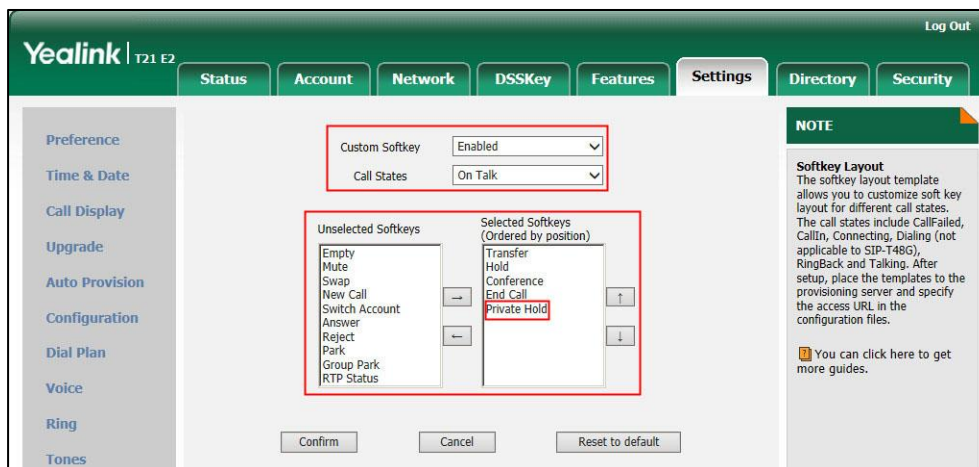 Log Out
Yealink T21 E2
Status Account Network DSSKey Features Settings Directory Security
Preference
Time & Date
Call Display
Upgrade
Auto Provision
Configuration
Dial Plan
Voice
Ring
Tones
Custom Softkey Enabled
Call States On Talk
Unselected Softkeys
Empty
Mute
Swap
New Call
Switch Account
Answer
Reject
Park
Group Park
RTP Status
→
←
Selected Softkeys
(Ordered by position)
Transfer
Hold
Conference
End Call
Private Hold
↑
↓
Confirm Cancel Reset to default
NOTE
Softkey Layout
The softkey layout template
allows you to customize soft key
layout for different call states.
The call states include CallFailed,
CallIn, Connecting, Dialing (not
applicable to SIP-T48G),
RingBack and Talking. After
setup, place the templates to the
provisioning server and specify
the access URL in the
configuration files.
You can click here to get
more guides.